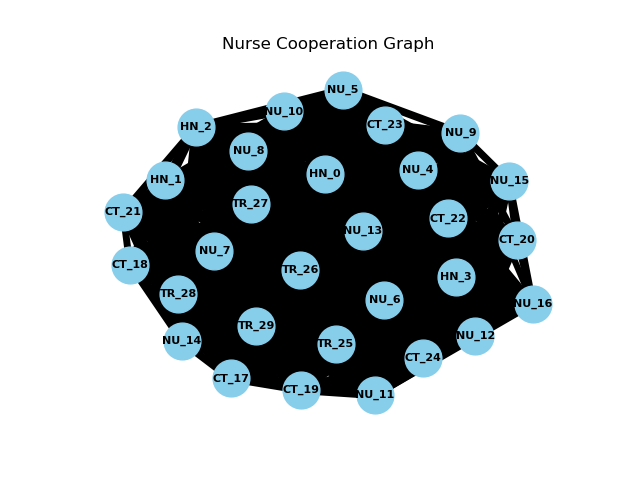 Nurse Cooperation Graph
NU_5
NU_10
CT_23
HN_2
NU_9
NU_8
NU_4
HN_0
HN_1
NU_15
TR_27
CT_21
CT_22
NU_13
CT_20
NU_7
CT_18
TR_26
HN_3
TR_28
NU_6
NU_16
TR_29
NU_12
NU_14
TR_25
CT_24
CT_17
CT_19
NU_11